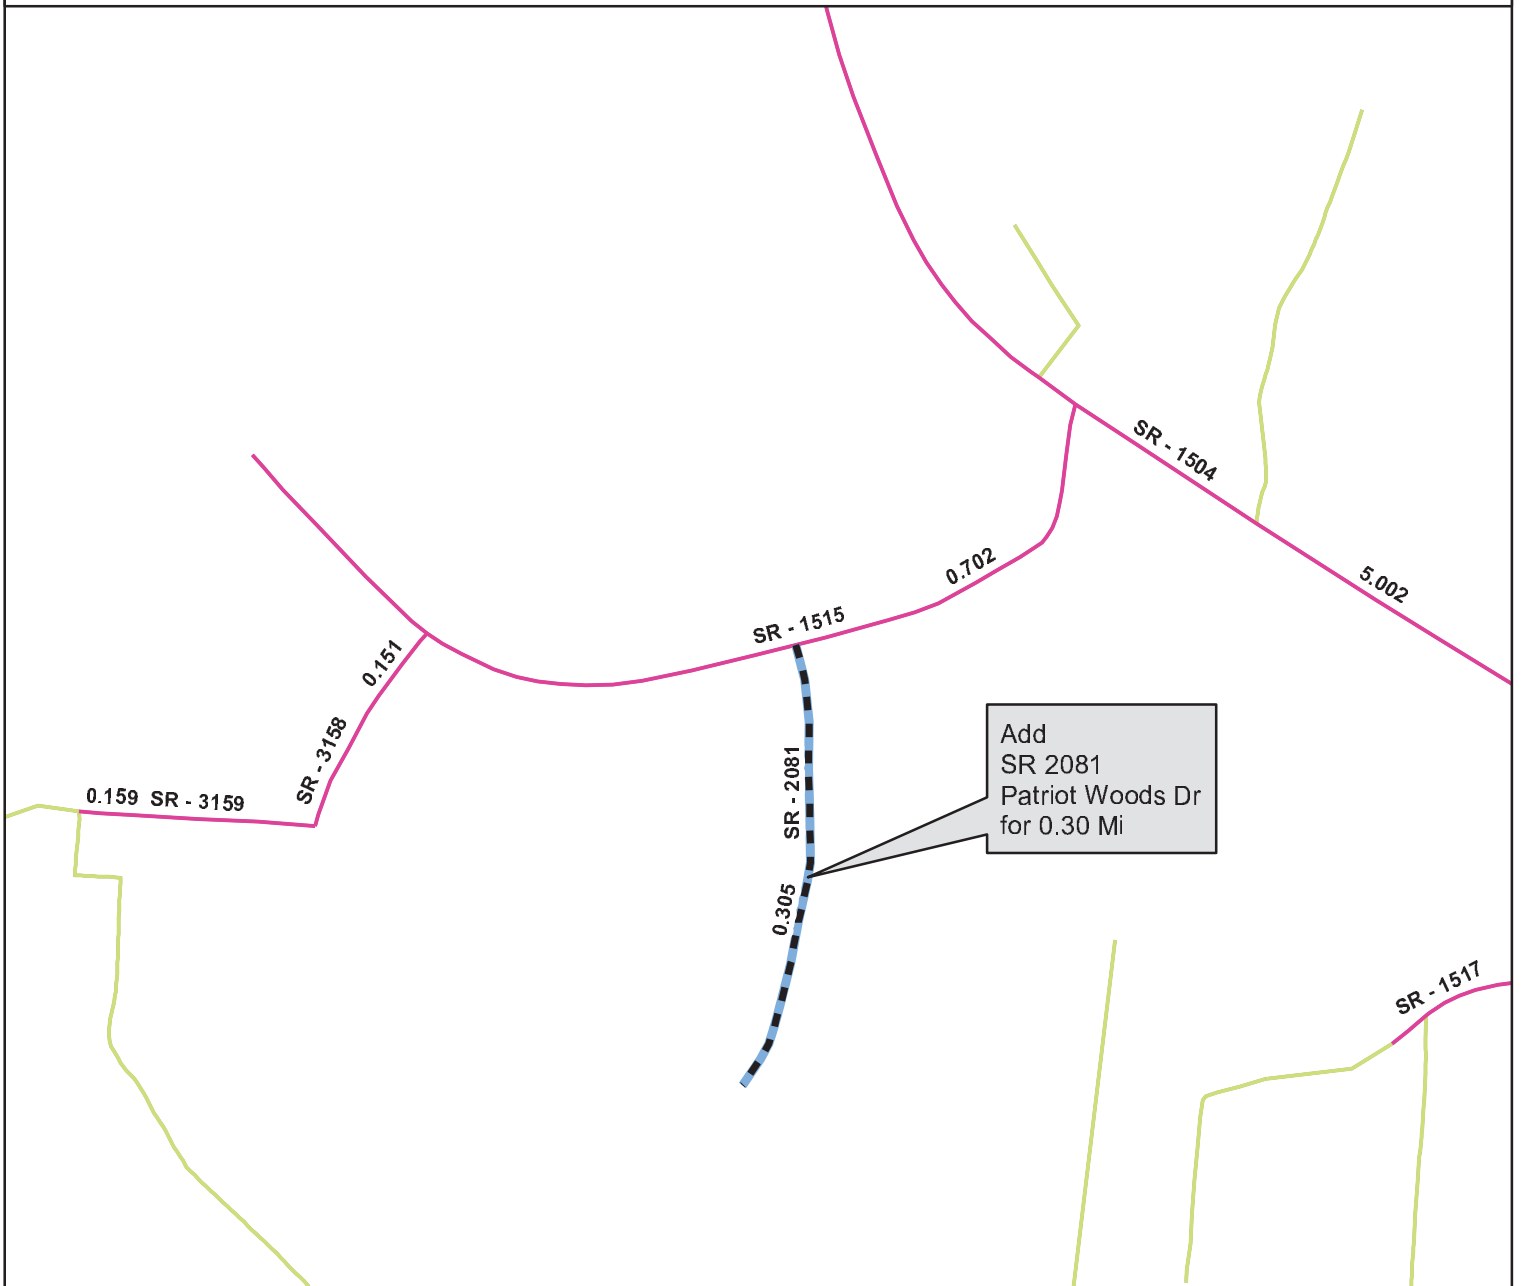 SR - 1504
5.002
0.702
SR - 1515
0.151
SR - 3158
0.159 SR - 3159
SR - 2081
0.305
Add
SR 2081
Patriot Woods Dr
for 0.30 Mi
SR - 1517